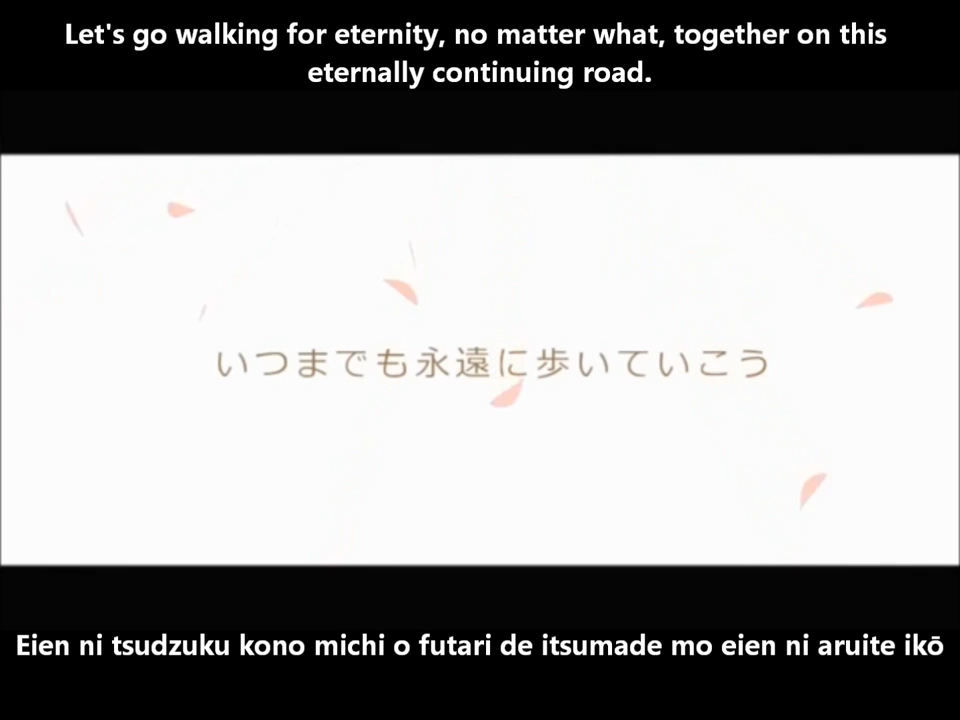 Let's go walking for eternity, no matter what, together on this
eternally continuing road.
いつまでも永遠に歩いていこう
Eien ni tsudzuku kono michi o futari de itsumade mo eien ni aruite ikō